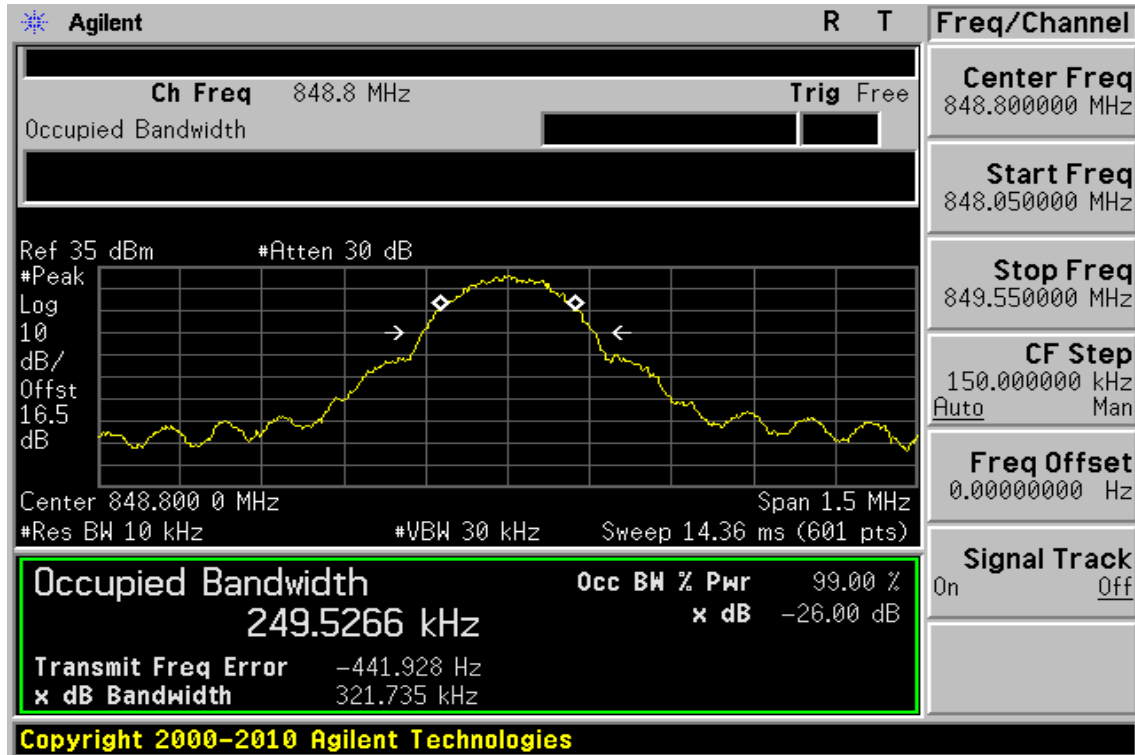 Agilent R T
Ch Freq 848.8 MHz Trig Free
Occupied Bandwidth
Ref 35 dBm #Atten 30 dB
#Peak
Log
10
dB/
Offst
16.5
dB
Center 848.800 0 MHz Span 1.5 MHz
#Res BW 10 kHz #VBW 30 kHz Sweep 14.36 ms (601 pts)
Occupied Bandwidth Occ BW % Pwr 99.00 %
249.5266 kHz x dB -26.00 dB
Transmit Freq Error -441.928 Hz
x dB Bandwidth 321.735 kHz
Copyright 2000-2010 Agilent Technologies
Freq/Channel
Center Freq
848.800000 MHz
Start Freq
848.050000 MHz
Stop Freq
849.550000 MHz
CF Step
150.000000 kHz
Auto Man
Freq Offset
0.00000000 Hz
Signal Track
On Off